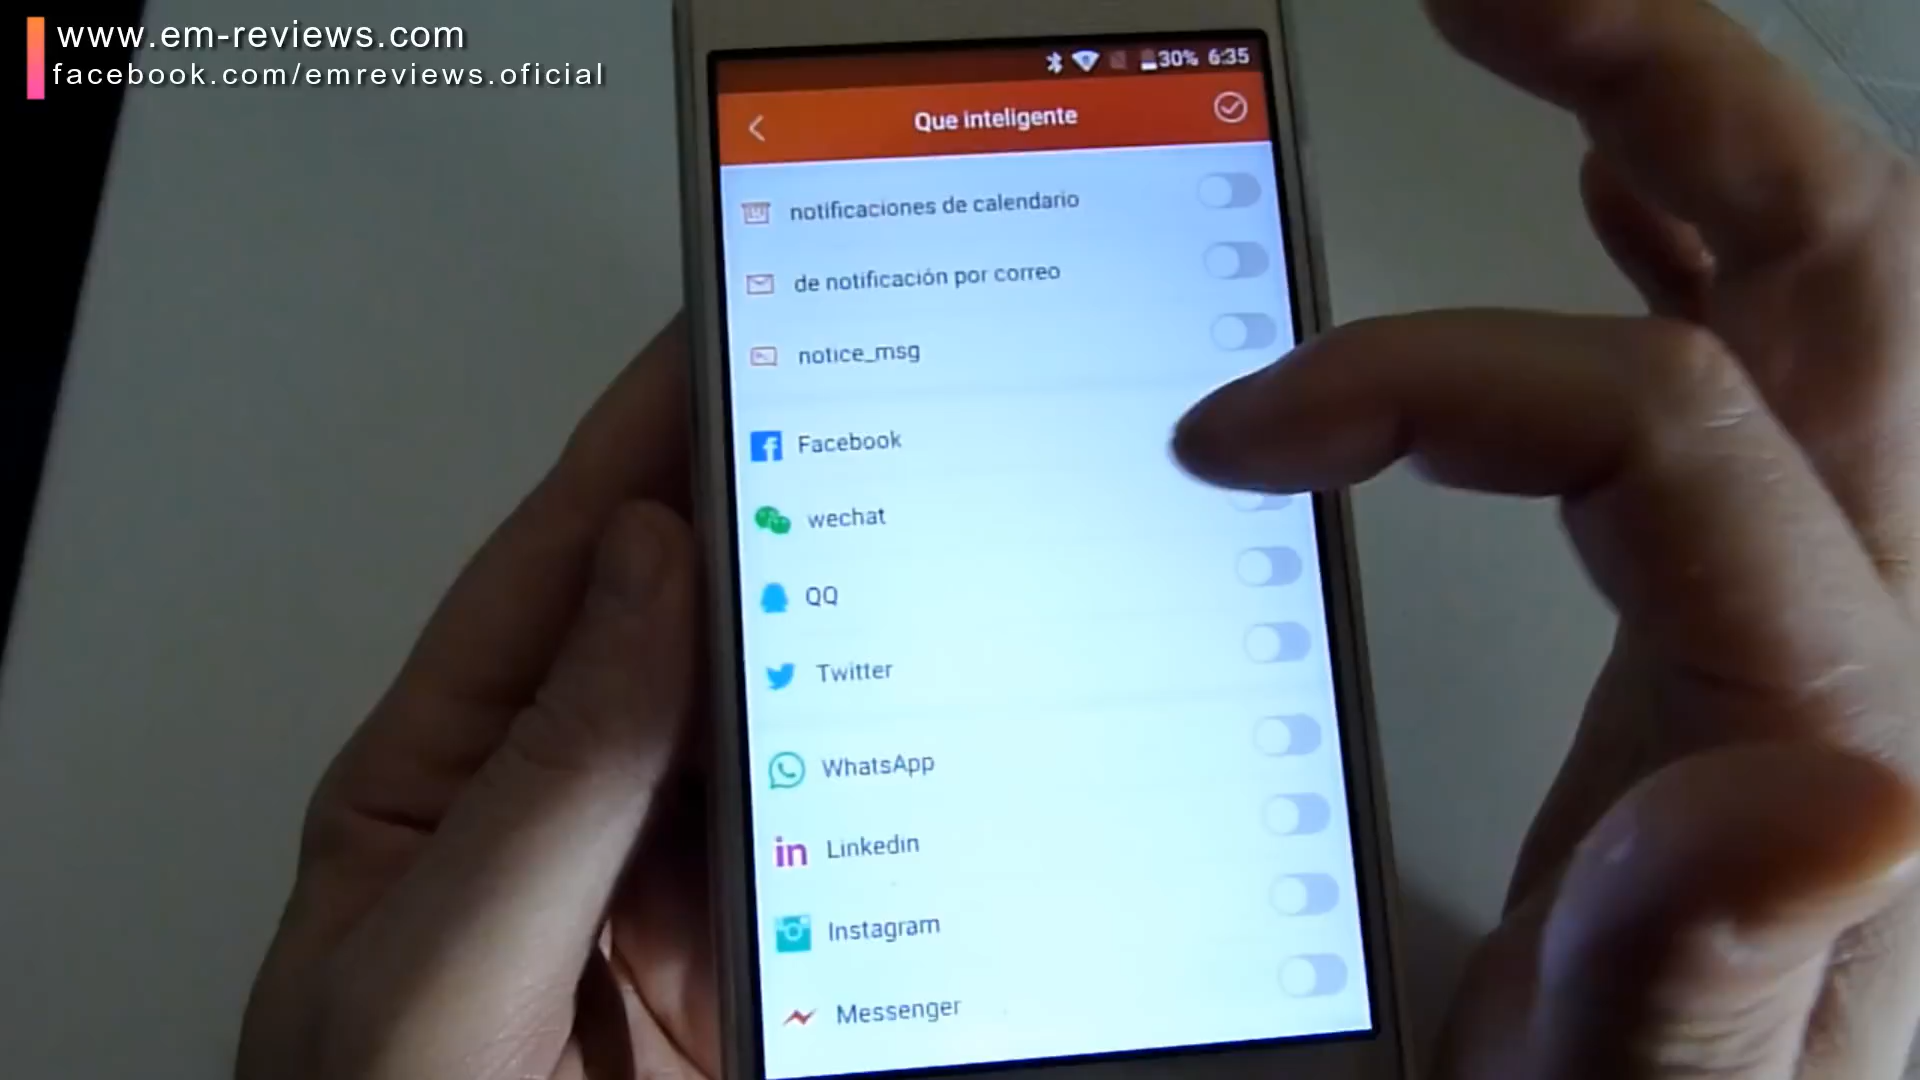 www.em-reviews.com
facebook.com/emreviews.oficial
30% 6:35
Que inteligente
notificaciones de calendario
de notificación por correo
notice_msg
Facebook
wechat
QQ
Twitter
WhatsApp
in Linkedin
Instagram
Messenger